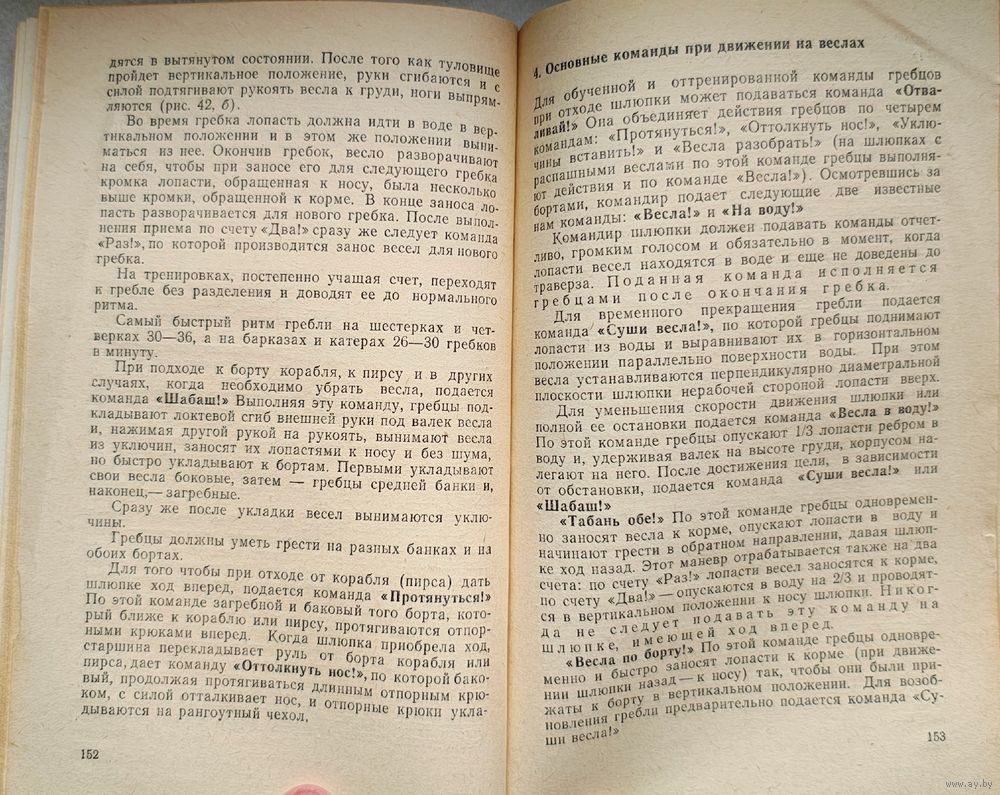 дятся в вытянутом состоянии. После того как туловище
пройдет вертикальное положение, руки сгибаются и с
силой подтягивают рукоять весла к груди, ноги выпрям-
ляются (рис. 42, б).
Во время гребка лопасть должна идти в воде в вер-
тикальном положении и в этом же положении выни-
маться из нее. Окончив гребок, весло разворачивают
на себя, чтобы при заносе его для следующего гребка
кромка лопасти, обращенная к носу, была несколько
выше кромки, обращенной к корме. В конце заноса ло-
пасть разворачивается для нового гребка. После выпол-
нения приема по счету «Два!» сразу же следует команда
«Раз!», по которой производится занос весел для нового
гребка.
На тренировках, постепенно учащая счет, переходят
к гребле без разделения и доводят ее до нормального
ритма.
Самый быстрый ритм гребли на шестерках и чет-
верках 30—36, а на барказах и катерах 26—30 гребков
в минуту.
При подходе к борту корабля, к пирсу и в других
случаях, когда необходимо убрать весла, подается
команда «Шабаш!» Выполняя эту команду, гребцы под-
кладывают локтевой сгиб внешней руки под валек весла
и, нажимая другой рукой на рукоять, вынимают весла
из уключин, заносят их лопастями к носу и без шума,
но быстро укладывают к бортам. Первыми укладывают
свои весла боковые, затем — гребцы средней банки и,
наконец,— загребные.
Сразу же после укладки весел вынимаются уклю-
чины.
Гребцы должны уметь грести на разных банках и на
обоих бортах.
Для того чтобы при отходе от корабля (пирса) дать
шлюпке ход вперед, подается команда «Протянуться!»
По этой команде загребной и баковый того борта, кото-
рый ближе к кораблю или пирсу, протягиваются отпор-
ными крюками вперед. Когда шлюпка приобрела ход,
старшина перекладывает руль от борта корабля или
пирса, дает команду «Оттолкнуть нос!», по которой бако-
вый, продолжая протягиваться длинным отпорным крю-
ком, с силой отталкивает нос, и отпорные крюки укла-
дываются на рангоутный чехол.
152
4. Основные команды при движении на веслах
Для обученной и оттренированной команды гребцов
при отходе шлюпки может подаваться команда «Отва-
ливай!» Она объединяет действия гребцов по четырем
командам: «Протянуться!», «Оттолкнуть нос!», «Уклю-
чины вставить!» и «Весла разобрать!» (на шлюпках с
распашными веслами по этой команде гребцы выполня-
ют действия и по команде «Весла!»). Осмотревшись за
бортами, командир подает следующие две известные
нам команды: «Весла!» и «На воду!»
Командир шлюпки должен подавать команды отчет-
ливо, громким голосом и обязательно в момент, когда
лопасти весел находятся в воде и еще не доведены до
траверза. Поданная команда исполняется
гребцами после окончания гребка.
Для временного прекращения гребли подается
команда «Суши весла!», по которой гребцы поднимают
лопасти из воды и выравнивают их в горизонтальном
положении параллельно поверхности воды. При этом
весла устанавливаются перпендикулярно диаметральной
плоскости шлюпки нерабочей стороной лопасти вверх.
Для уменьшения скорости движения шлюпки или
полной ее остановки подается команда «Весла в воду!»
По этой команде гребцы опускают 1/3 лопасти ребром в
воду и, удерживая валек на высоте груди, корпусом на-
легают на него. После достижения цели, в зависимости
от обстановки, подается команда «Суши весла!» или
«Шабаш!»
«Табань обе!» По этой команде гребцы одновремен-
но заносят весла к корме, опускают лопасти в воду и
начинают грести в обратном направлении, давая шлюп-
ке ход назад. Этот маневр отрабатывается также на два
счета: по счету «Раз!» лопасти весел заносятся к корме,
по счету «Два!» — опускаются в воду на 2/3 и проводят-
ся в вертикальном положении к носу шлюпки. Никог-
да не следует подавать эту команду на
шлюпке, имеющей ход вперед.
«Весла по борту!» По этой команде гребцы одновре-
менно и быстро заносят лопасти к корме (при движе-
нии шлюпки назад — к носу) так, чтобы они были при-
жаты к борту в вертикальном положении. Для возоб-
новления гребли предварительно подается команда «Су-
ши весла!»
153
www.ay.by